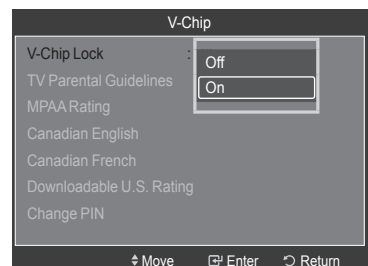 V-Chip
V-Chip Lock : Off
On
TV Parental Guidelines
MPAA Rating
Canadian English
Canadian French
Downloadable U.S. Rating
Change PIN
Move Enter Return